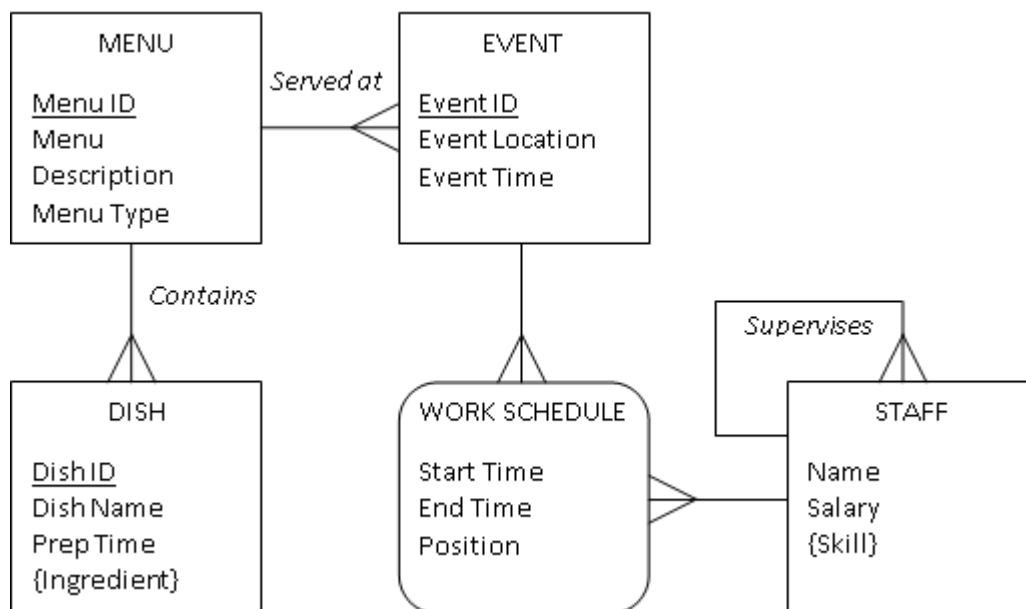 MENU
Menu ID
Menu
Description
Menu Type
Served at
EVENT
Event ID
Event Location
Event Time
Contains
DISH
Dish ID
Dish Name
Prep Time
{Ingredient}
WORK SCHEDULE
Start Time
End Time
Position
Supervises
STAFF
Name
Salary
{Skill}